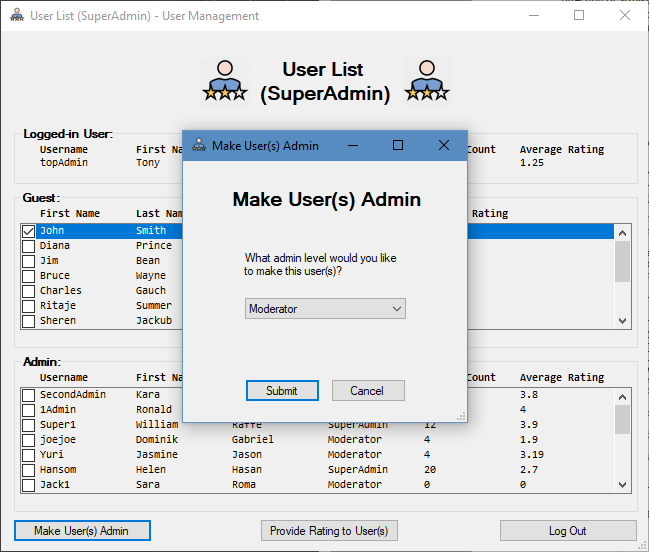 User List (SuperAdmin) - User Management
User List
(SuperAdmin)
Logged-in User:
Username First Na Count Average Rating
topAdmin Tony 1.25
Guest:
First Name Last Nam Rating
John Smith
Diana Prince
Jim Bean
Bruce Wayne
Charles Gauch
Ritaje Summer
Sheren Jackub
Make User(s) Admin
Make User(s) Admin
What admin level would you like
to make this user(s)?
Moderator
Submit Cancel
Admin:
Username First Na Count Average Rating
SecondAdmin Kara 3.8
1Admin Ronald 4
Super1 William Raffe SuperAdmin 12 3.9
joejoe Dominik Gabriel Moderator 4 1.9
Yuri Jasmine Jason Moderator 4 3.19
Hansom Helen Hasan SuperAdmin 20 2.7
Jack1 Sara Roma Moderator 0 0
Make User(s) Admin Provide Rating to User(s) Log Out